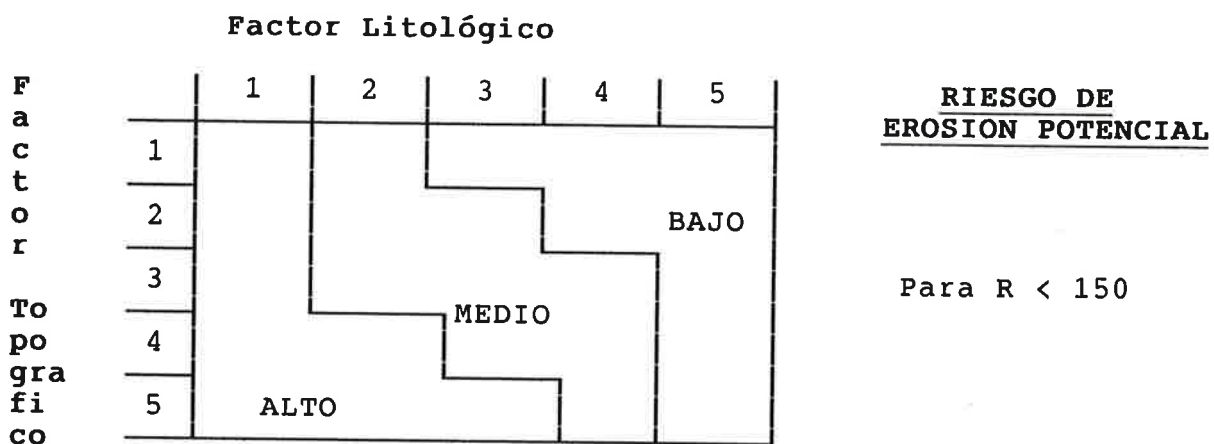 Factor Litológico
1 2 3 4 5
F
a
c
t
o
r
To
po
gra
fi
co
1
2
3
4
5
BAJO
MEDIO
ALTO
RIESGO DE
EROSION POTENCIAL
Para R < 150